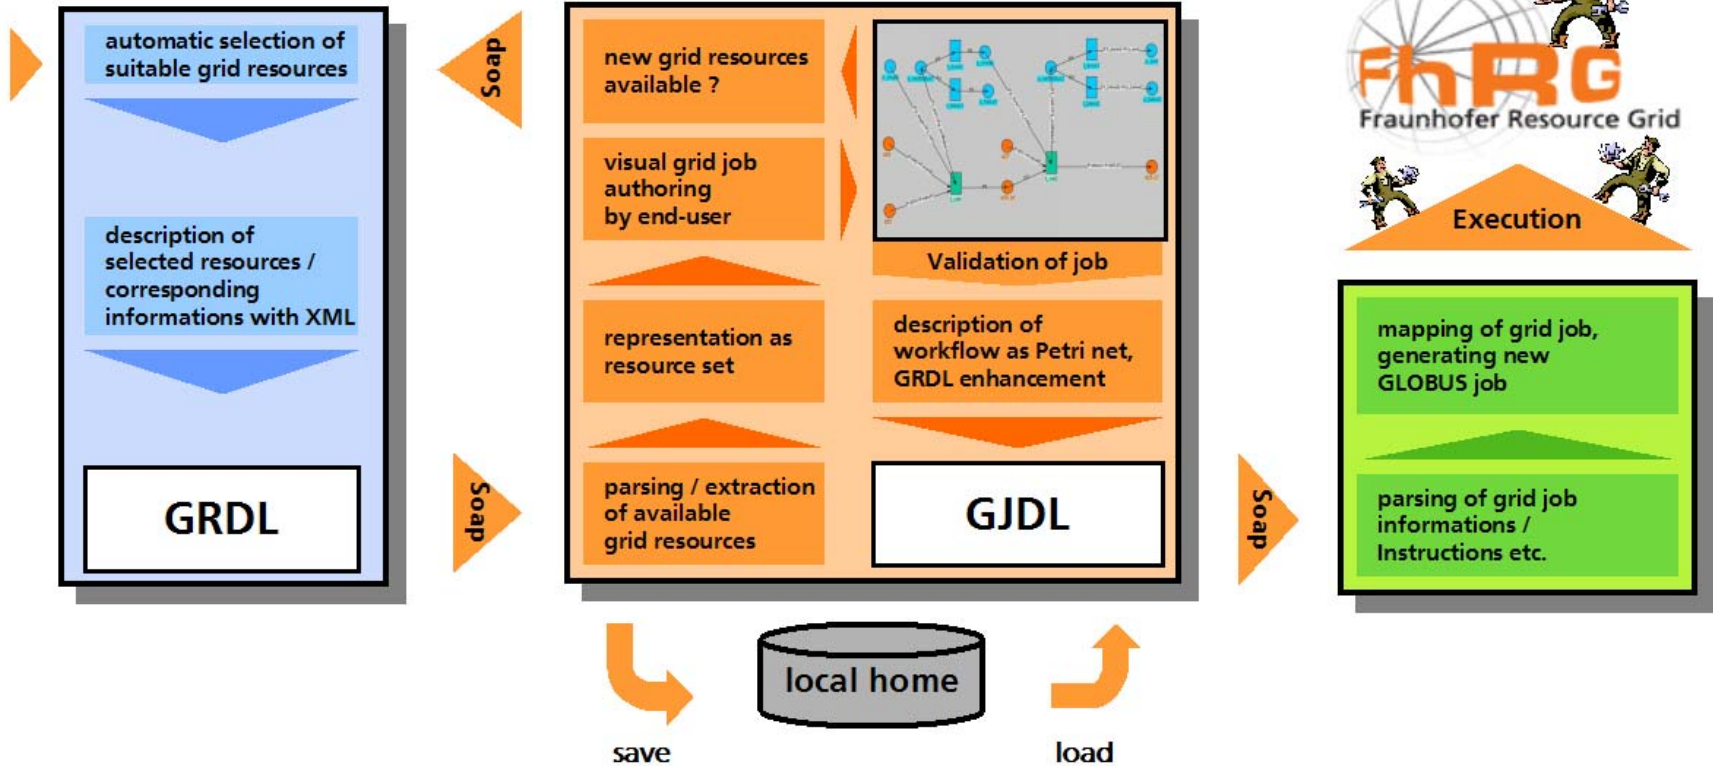 automatic selection of
suitable grid resources
description of
selected resources /
corresponding
informations with XML
GRDL
Soap
Soap
new grid resources
available ?
visual grid job
authoring
by end-user
representation as
resource set
parsing / extraction
of available
grid resources
Validation of job
description of
workflow as Petri net,
GRDL enhancement
GJDL
save
local home
load
Soap
FhRG
Fraunhofer Resource Grid
Execution
mapping of grid job,
generating new
GLOBUS job
parsing of grid job
informations /
Instructions etc.